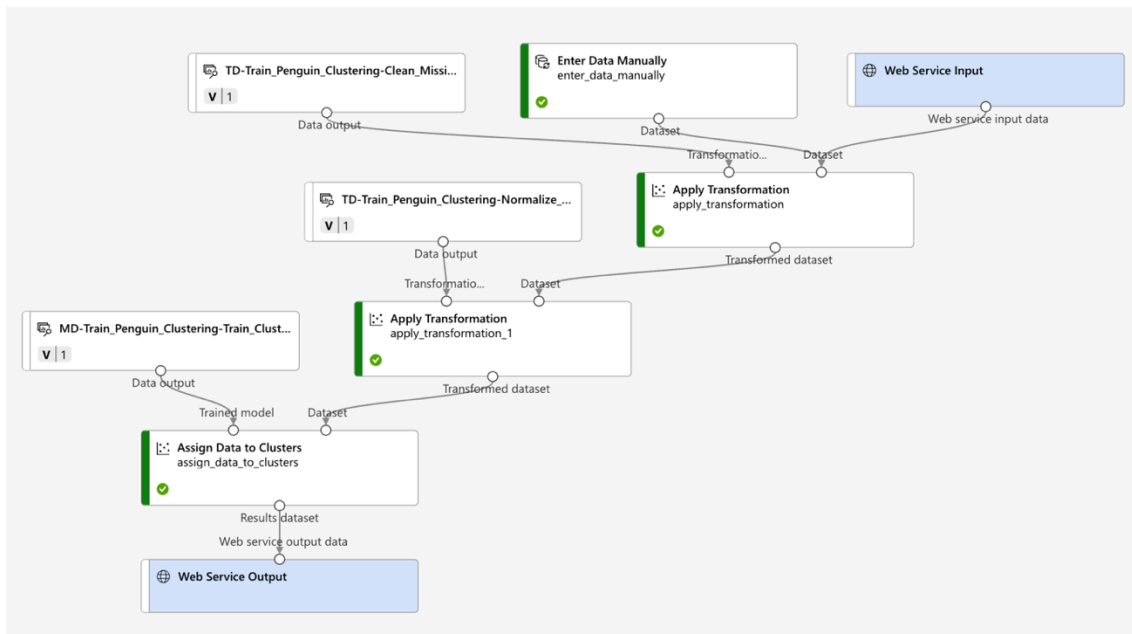 TD-Train_Penguin_Clustering-Clean_Missi...
V 1
Data output
Enter Data Manually
enter_data_manually
Dataset
Web Service Input
Web service input data
Transformatio...
Dataset
Apply Transformation
apply_transformation
Transformed dataset
TD-Train_Penguin_Clustering-Normalize_...
V 1
Data output
Transformatio...
Dataset
Apply Transformation
apply_transformation_1
Transformed dataset
MD-Train_Penguin_Clustering-Train_Clust...
V 1
Data output
Trained model
Dataset
Assign Data to Clusters
assign_data_to_clusters
Results dataset
Web service output data
Web Service Output